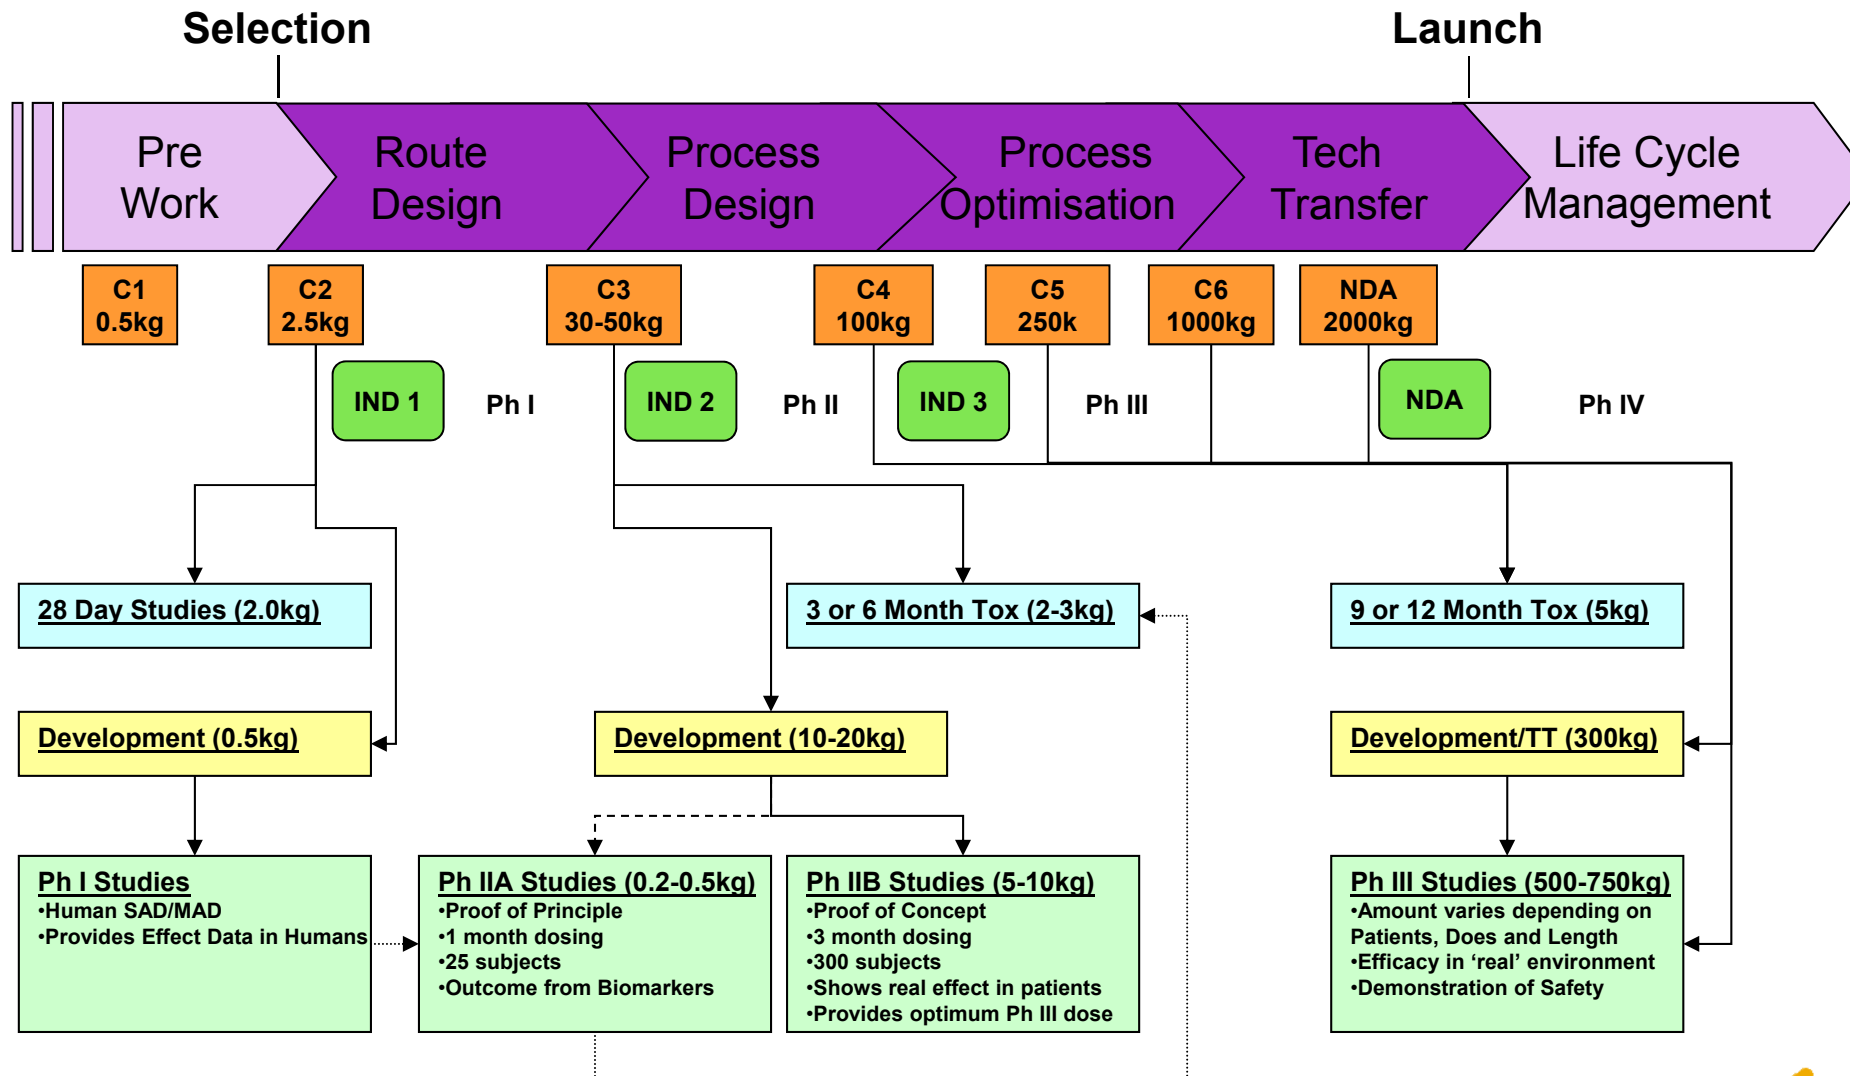 Selection
Launch
Pre
Work
Route
Design
Process
Design
Process
Optimisation
Tech
Transfer
Life Cycle
Management
C1
0.5kg
C2
2.5kg
C3
30-50kg
C4
100kg
C5
250k
C6
1000kg
NDA
2000kg
IND 1
Ph I
IND 2
Ph II
IND 3
Ph III
NDA
Ph IV
28 Day Studies (2.0kg)
3 or 6 Month Tox (2-3kg)
9 or 12 Month Tox (5kg)
Development (0.5kg)
Development (10-20kg)
Development/TT (300kg)
Ph I Studies
•Human SAD/MAD
•Provides Effect Data in Humans
Ph IIA Studies (0.2-0.5kg)
•Proof of Principle
•1 month dosing
•25 subjects
•Outcome from Biomarkers
Ph IIB Studies (5-10kg)
•Proof of Concept
•3 month dosing
•300 subjects
•Shows real effect in patients
•Provides optimum Ph III dose
Ph III Studies (500-750kg)
•Amount varies depending on
Patients, Does and Length
•Efficacy in ‘real’ environment
•Demonstration of Safety